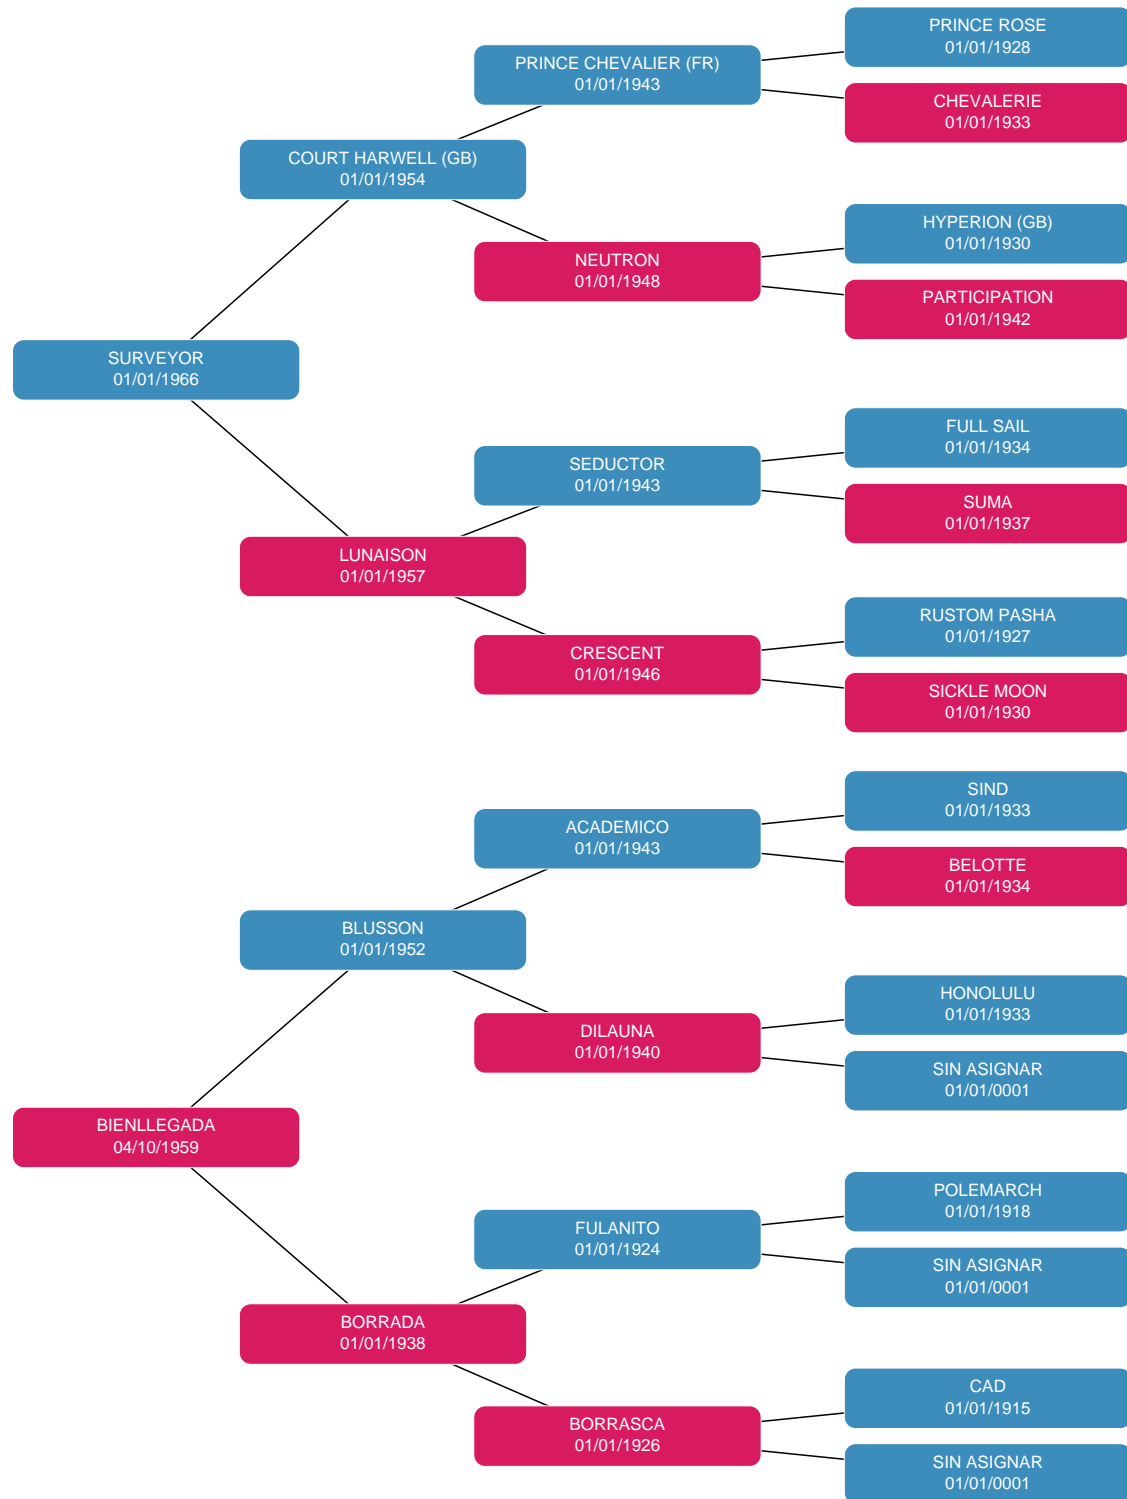 PRINCE ROSE
01/01/1928
PRINCE CHEVALIER (FR)
01/01/1943
CHEVALERIE
01/01/1933
COURT HARWELL (GB)
01/01/1954
HYPERION (GB)
01/01/1930
NEUTRON
01/01/1948
PARTICIPATION
01/01/1942
SURVEYOR
01/01/1966
FULL SAIL
01/01/1934
SEDUCTOR
01/01/1943
SUMA
01/01/1937
LUNAISON
01/01/1957
RUSTOM PASHA
01/01/1927
CRESCENT
01/01/1946
SICKLE MOON
01/01/1930
SIND
01/01/1933
ACADEMICO
01/01/1943
BELOTTE
01/01/1934
BLUSSON
01/01/1952
HONOLULU
01/01/1933
DILAUNA
01/01/1940
SIN ASIGNAR
01/01/0001
BIENLLEGADA
04/10/1959
POLEMARCH
01/01/1918
FULANITO
01/01/1924
SIN ASIGNAR
01/01/0001
BORRADA
01/01/1938
CAD
01/01/1915
BORRASCA
01/01/1926
SIN ASIGNAR
01/01/0001